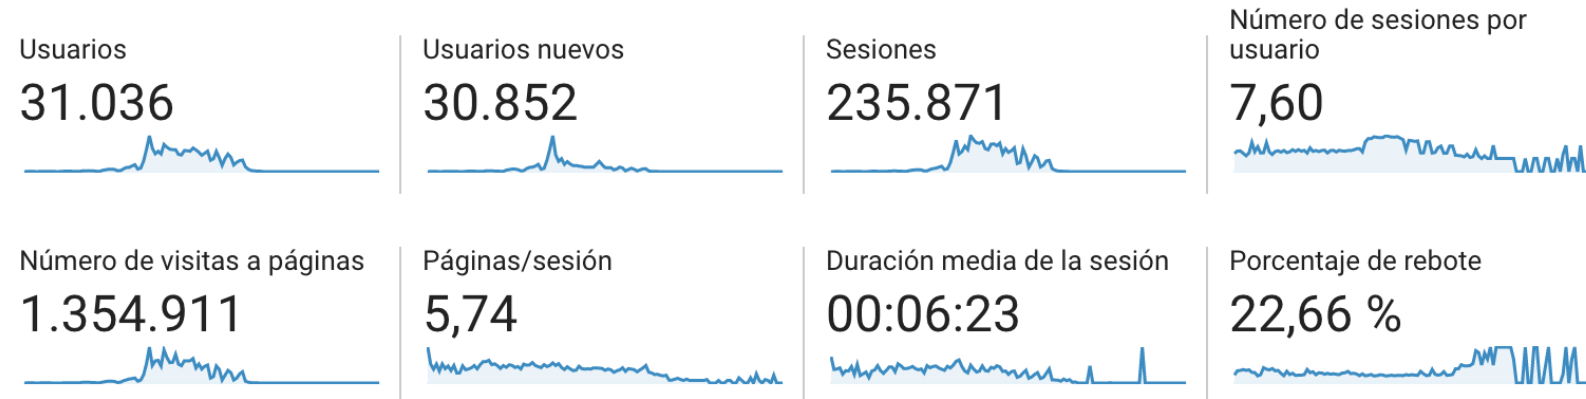 Usuarios
31.036
Usuarios nuevos
30.852
Sesiones
235.871
Número de sesiones por
usuario
7,60
Número de visitas a páginas
1.354.911
Páginas/sesión
5,74
Duración media de la sesión
00:06:23
Porcentaje de rebote
22,66 %